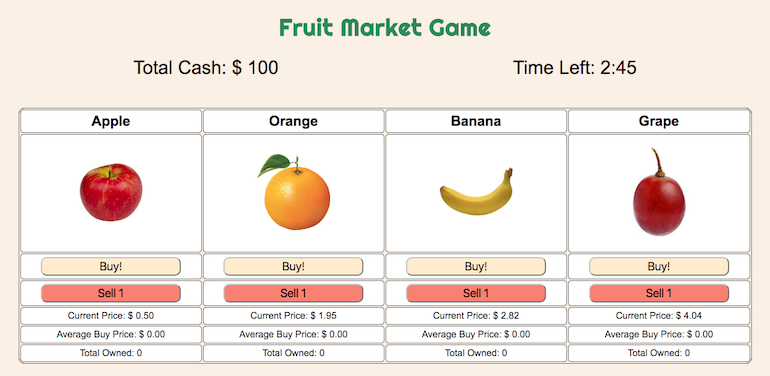 Fruit Market Game
Total Cash: $ 100 Time Left: 2:45
Apple Orange Banana Grape
Buy! Buy! Buy! Buy!
Sell 1 Sell 1 Sell 1 Sell 1
Current Price: $ 0.50 Current Price: $ 1.95 Current Price: $ 2.82 Current Price: $ 4.04
Average Buy Price: $ 0.00 Average Buy Price: $ 0.00 Average Buy Price: $ 0.00 Average Buy Price: $ 0.00
Total Owned: 0 Total Owned: 0 Total Owned: 0 Total Owned: 0